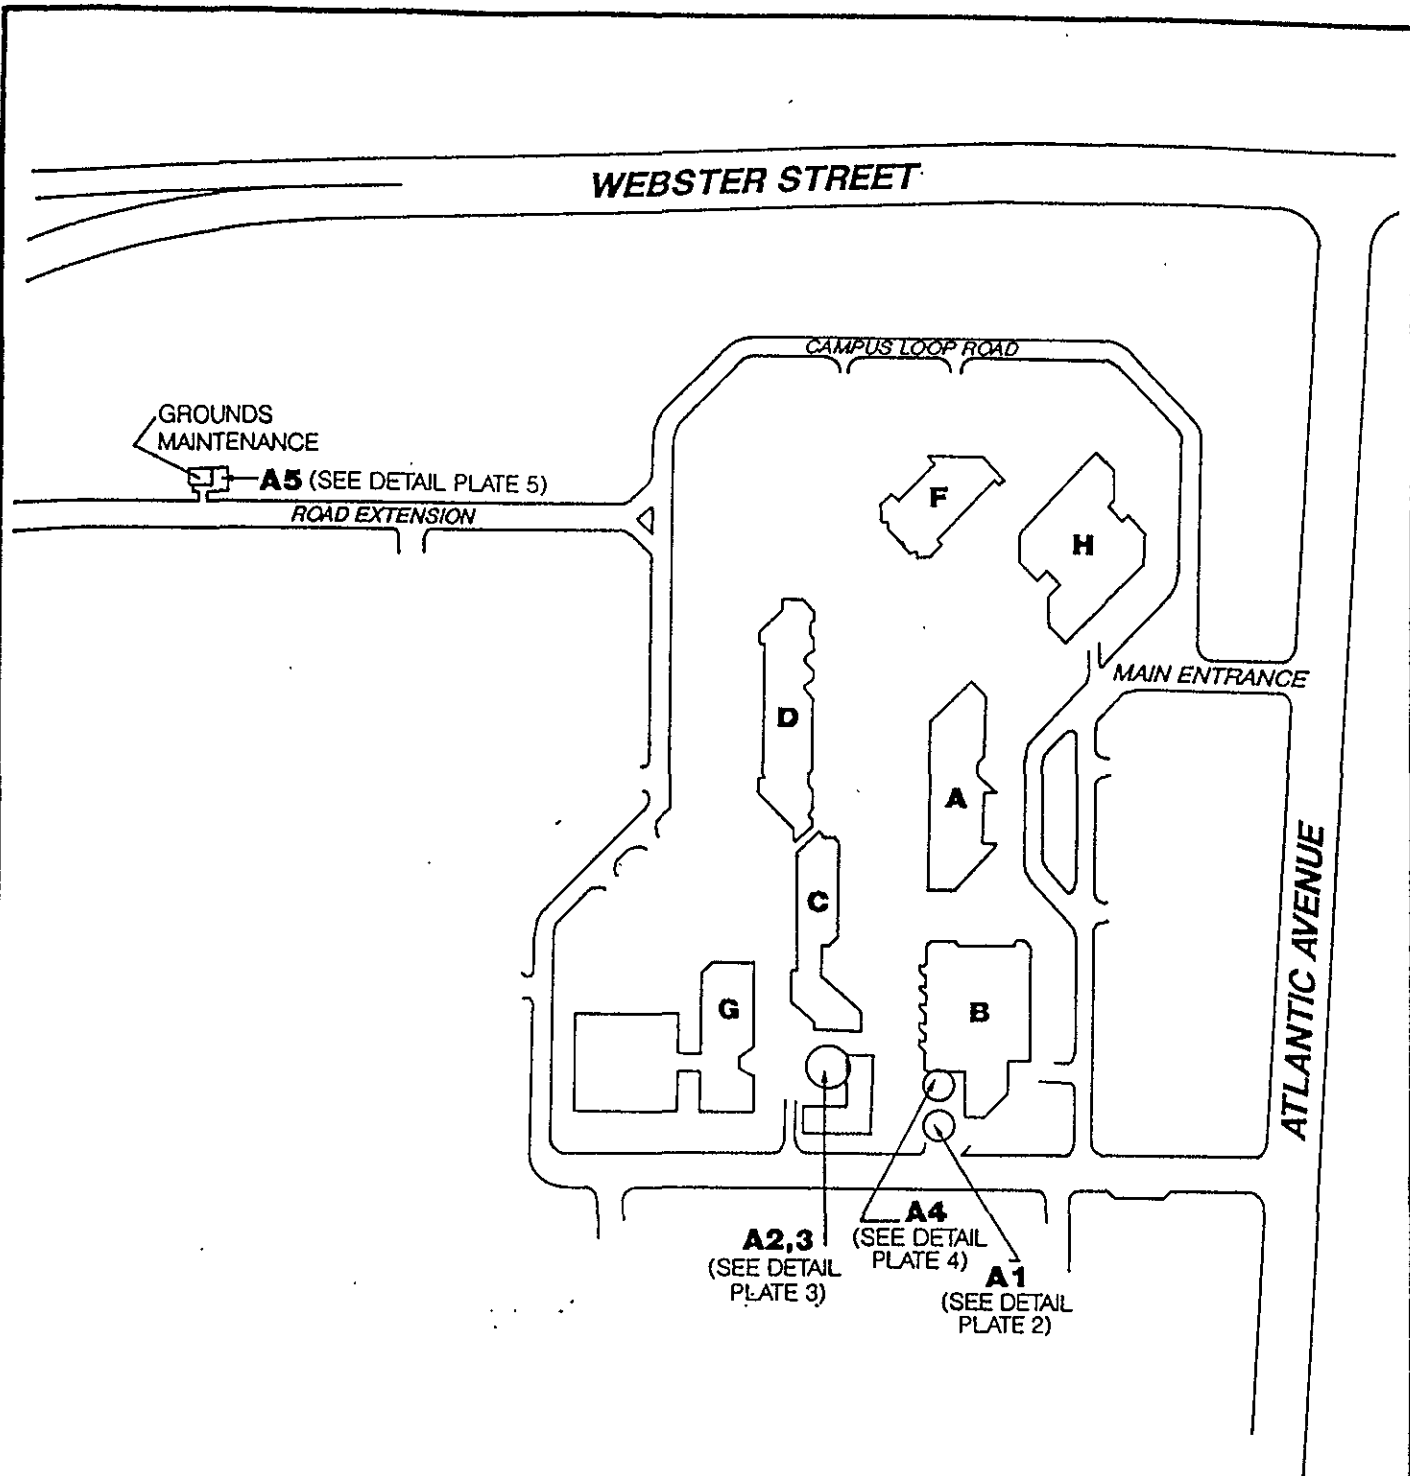 WEBSTER STREET
CAMPUS LOOP ROAD
GROUNDS
MAINTENANCE
A5 (SEE DETAIL PLATE 5)
ROAD EXTENSION
F
H
MAIN ENTRANCE
D
A
C
ATLANTIC AVENUE
G
B
A2,3
(SEE DETAIL
PLATE 3)
A4
(SEE DETAIL
PLATE 4)
A1
(SEE DETAIL
PLATE 2)